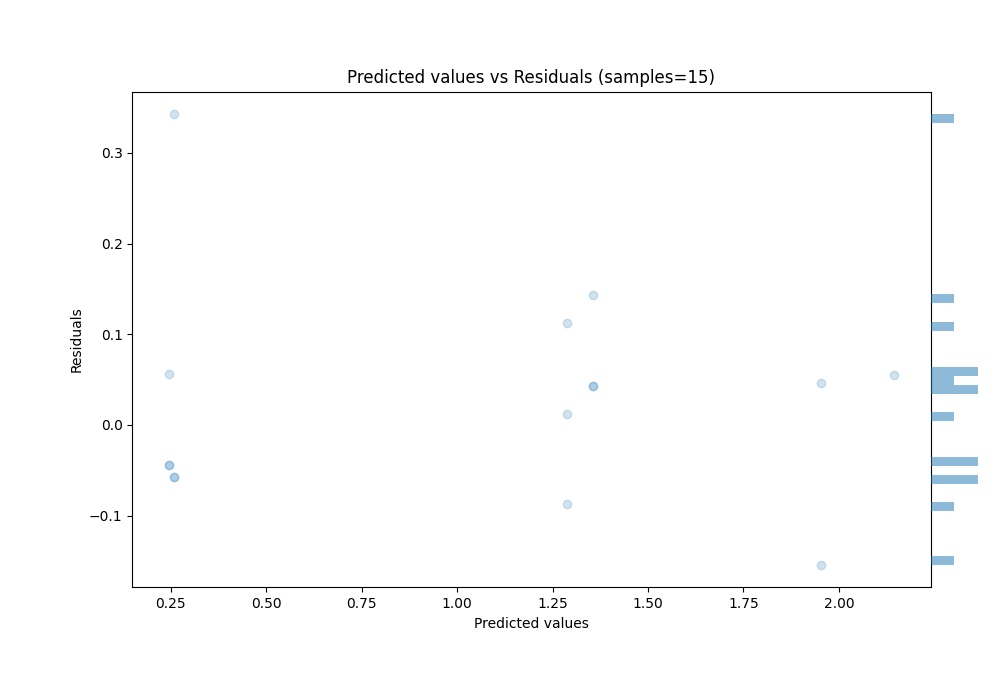 Predicted values vs Residuals (samples=15)
0.3
0.2
0.1
0.0
−0.1
Residuals
0.25 0.50 0.75 1.00 1.25 1.50 1.75 2.00
Predicted values